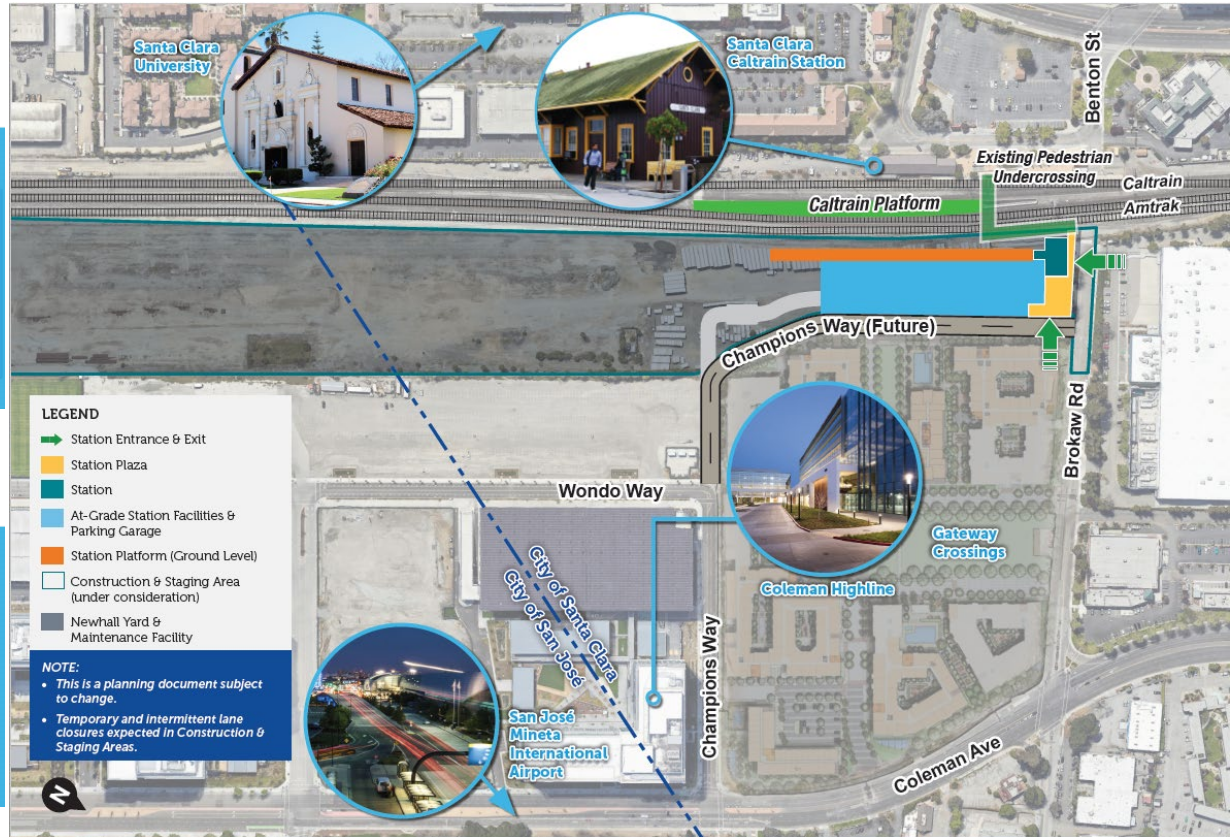 Santa Clara
University
Santa Clara
Caltrain Station
Benton St
Existing Pedestrian
Undercrossing
Caltrain
Amtrak
Caltrain Platform
Champions Way (Future)
Brokaw Rd
Wondo Way
Gateway
Crossings
Coleman Highline
City of Santa Clara
City of San José
Champions Way
San José
Mineta
International
Airport
Coleman Ave
LEGEND
Station Entrance & Exit
Station Plaza
Station
At-Grade Station Facilities &
Parking Garage
Station Platform (Ground Level)
Construction & Staging Area
(under consideration)
Newhall Yard &
Maintenance Facility
NOTE:
• This is a planning document subject
to change.
• Temporary and intermittent lane
closures expected in Construction &
Staging Areas.
N